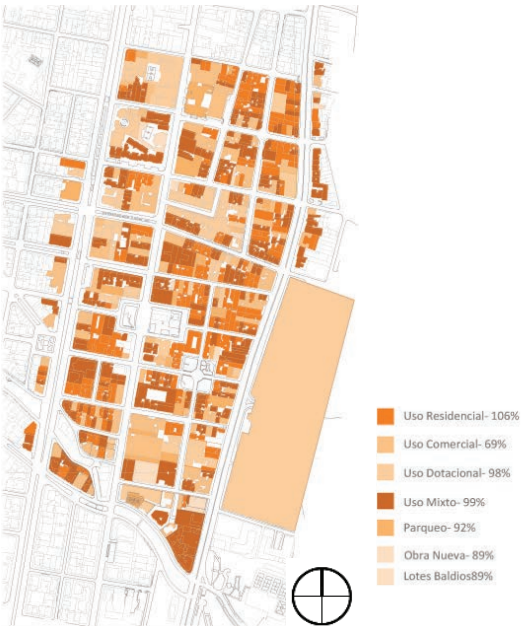 Uso Residencial- 106%
Uso Comercial- 69%
Uso Dotacional- 98%
Uso Mixto- 99%
Parqueo- 92%
Obra Nueva- 89%
Lotes Baldios89%